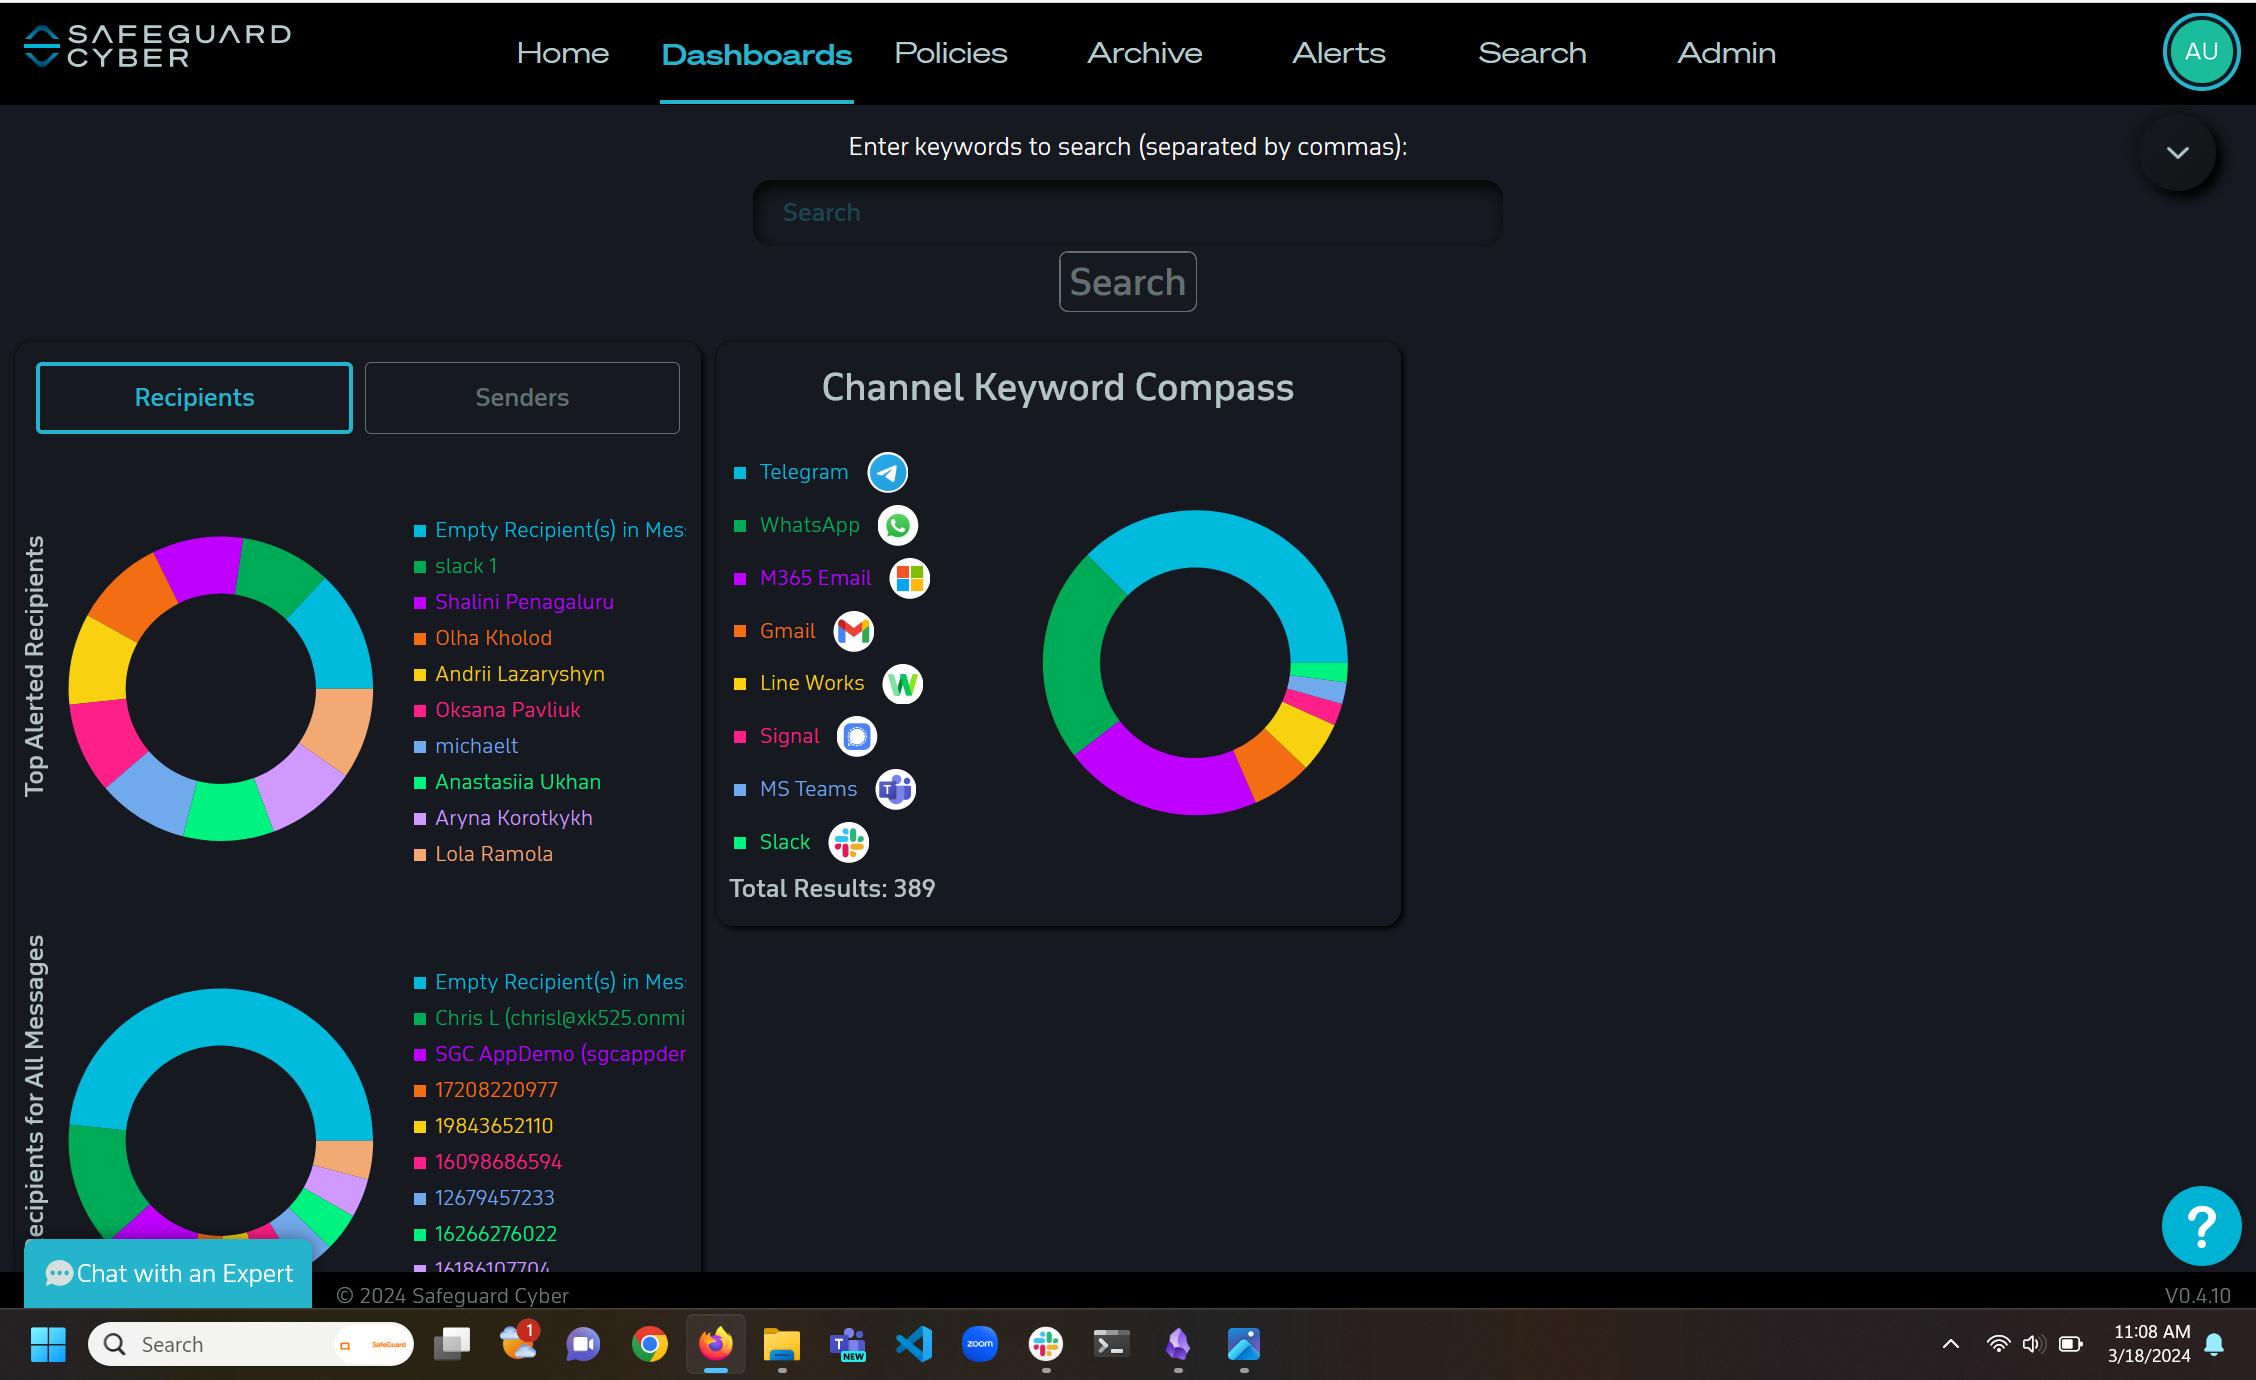 SAFEGUARD
CYBER
Home
Dashboards
Policies
Archive
Alerts
Search
Admin
AU
Enter keywords to search (separated by commas):
Search
Search
Recipients
Senders
Top Alerted Recipients
Empty Recipient(s) in Mes
slack 1
Shalini Penagaluru
Olha Kholod
Andrii Lazaryshyn
Oksana Pavliuk
michaelt
Anastasiia Ukhan
Aryna Korotkykh
Lola Ramola
ecipients for All Messages
Empty Recipient(s) in Mes
Chris L (chrisl@xk525.onmi
SGC AppDemo (sgcappder
17208220977
19843652110
16098686594
12679457233
16266276022
16186107704
Channel Keyword Compass
Telegram
WhatsApp
M365 Email
Gmail
Line Works
Signal
MS Teams
Slack
Total Results: 389
?
Chat with an Expert
© 2024 Safeguard Cyber
V0.4.10
Search
SafeGuard
1
T
NEW
zoom
11:08 AM
3/18/2024